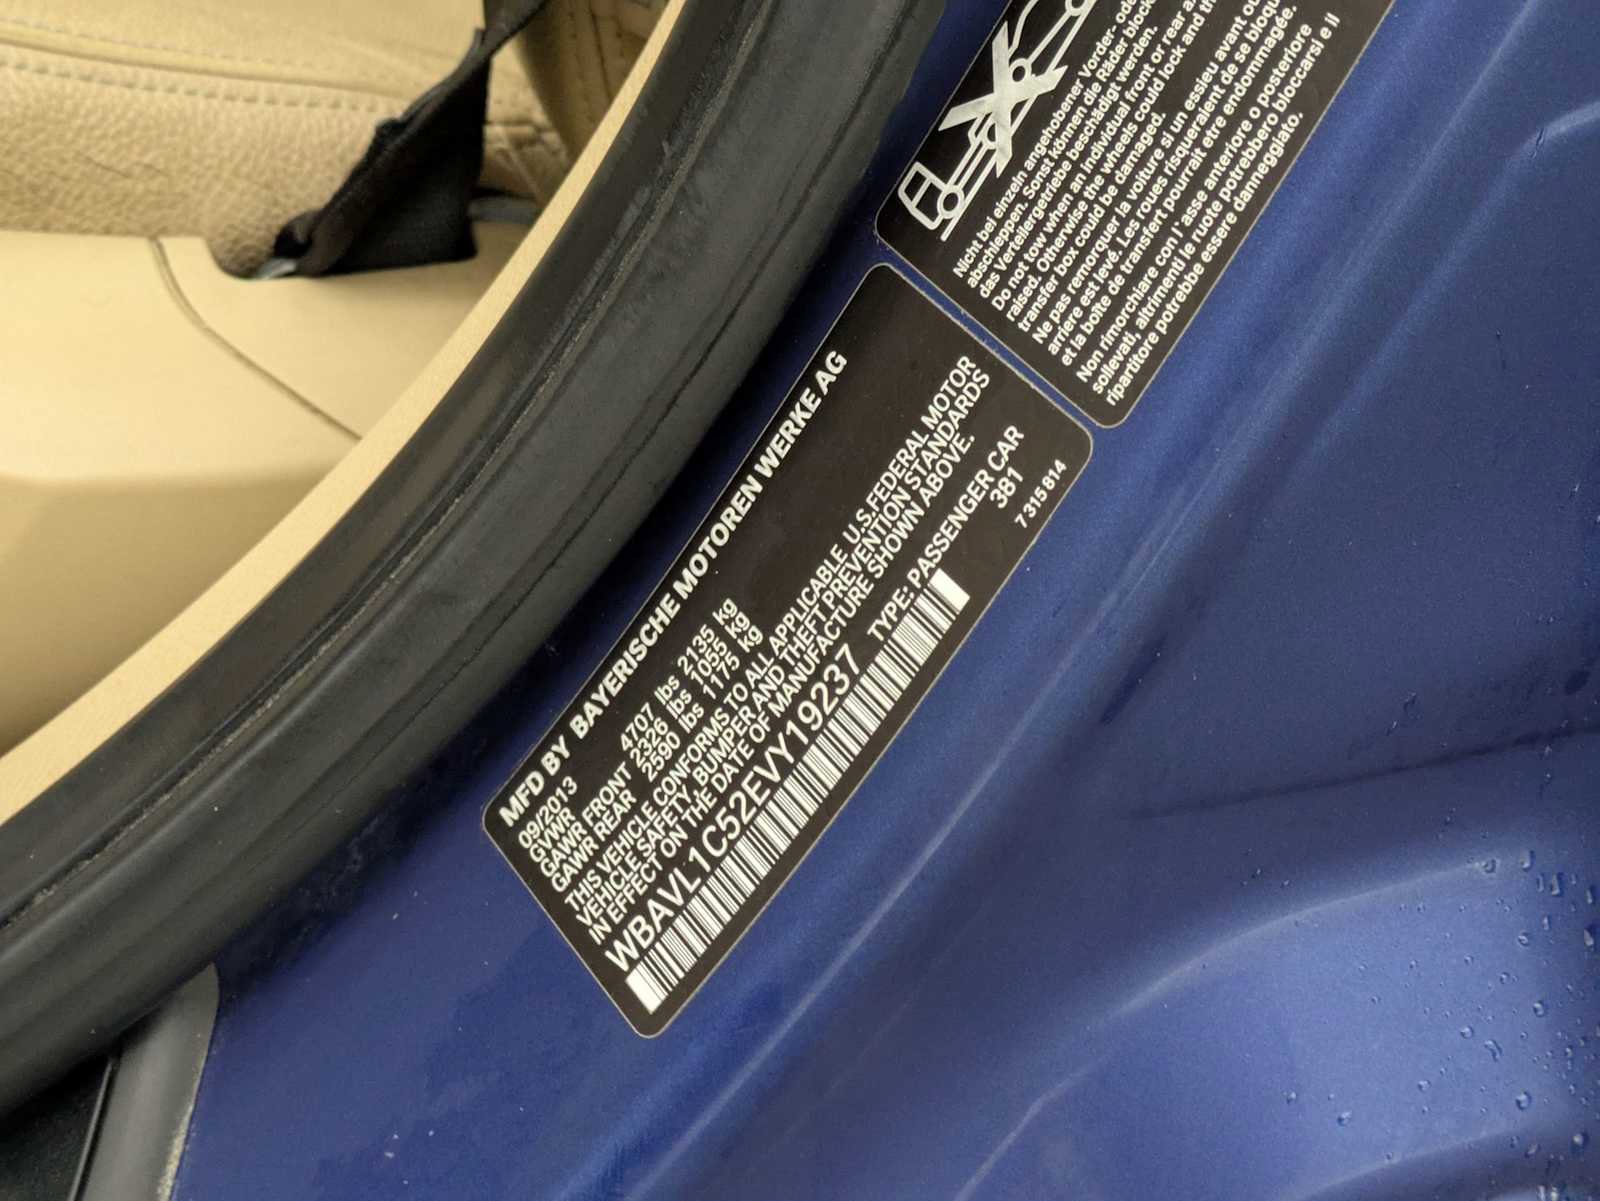 MFD BY BAYERISCHE MOTOREN WERKE AG
09/2013
GVWR 4707 lbs 2135 kg
GAWR FRONT 2326 lbs 1055 kg
GAWR REAR 2590 lbs 1175 kg
THIS VEHICLE CONFORMS TO ALL APPLICABLE U.S.FEDERAL MOTOR
VEHICLE SAFETY, BUMPER AND THEFT PREVENTION STANDARDS
IN EFFECT ON THE DATE OF MANUFACTURE SHOWN ABOVE.
WBAVL1C52EVY19237 TYPE: PASSENGER CAR
381
7 315 814
Nicht bei einzeln angehobener Vorder- ode
abschleppen. Sonst können die Räder block
das Verteilergetriebe beschädigt werden.
Do not tow when an individual front or rear a
raised. Otherwise the wheels could lock and th
transfer box could be damaged.
Ne pas remorquer la voiture si un essieu avant ou
arriere est levé. Les roues risqueraient de se bloqu
et la boîte de transfert pourrait etre endommagée.
Non rimorchiare con l'asse anteriore o posteriore
sollevati, altrimenti le ruote potrebbero bloccarsi e il
ripartitore potrebbe essere danneggiato.